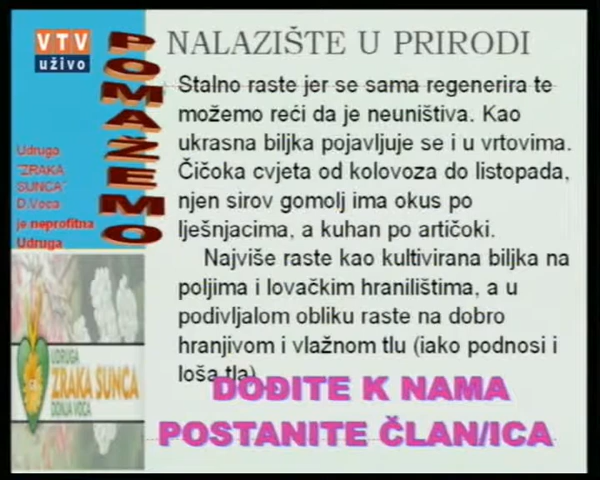 VTV
uživo
POMAŽEMO
Udruga
"ZRAKA
SUNCA"
D.Voca
je neprofitna
Udruga
UDRUGA
ZRAKA SUNCA
DONJA VOĆA
NALAZIŠTE U PRIRODI
Stalno raste jer se sama regenerira te
možemo reći da je neuništiva. Kao
ukrasna biljka pojavljuje se i u vrtovima.
Čičoka cvjeta od kolovoza do listopada,
njen sirov gomolj ima okus po
lješnjacima, a kuhan po artičoki.
Najviše raste kao kultivirana biljka na
poljima i lovačkim hranilištima, a u
podivljalom obliku raste na dobro
hranjivom i vlažnom tlu (iako podnosi i
loša tla).
DOĐITE K NAMA
POSTANITE ČLAN/ICA